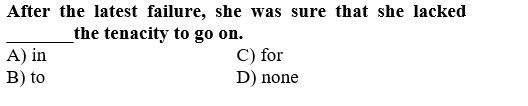 After the latest failure, she was sure that she lacked
________the tenacity to go on.
A) in C) for
B) to D) none